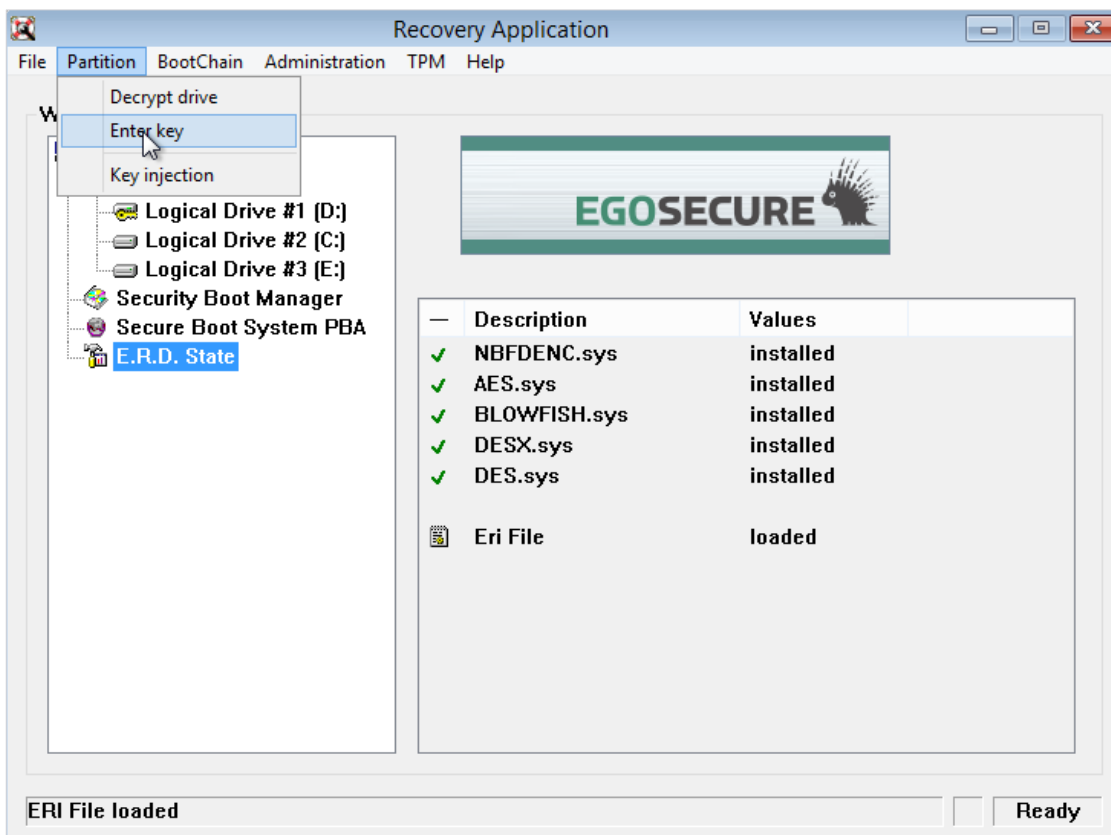 Recovery Application
File Partition BootChain Administration TPM Help
Decrypt drive
Enter key
Key injection
W
Logical Drive #1 (D:)
Logical Drive #2 (C:)
Logical Drive #3 (E:)
Security Boot Manager
Secure Boot System PBA
E.R.D. State
EGOSECURE
— Description Values
NBFDENC.sys installed
AES.sys installed
BLOWFISH.sys installed
DESX.sys installed
DES.sys installed
Eri File loaded
ERI File loaded Ready